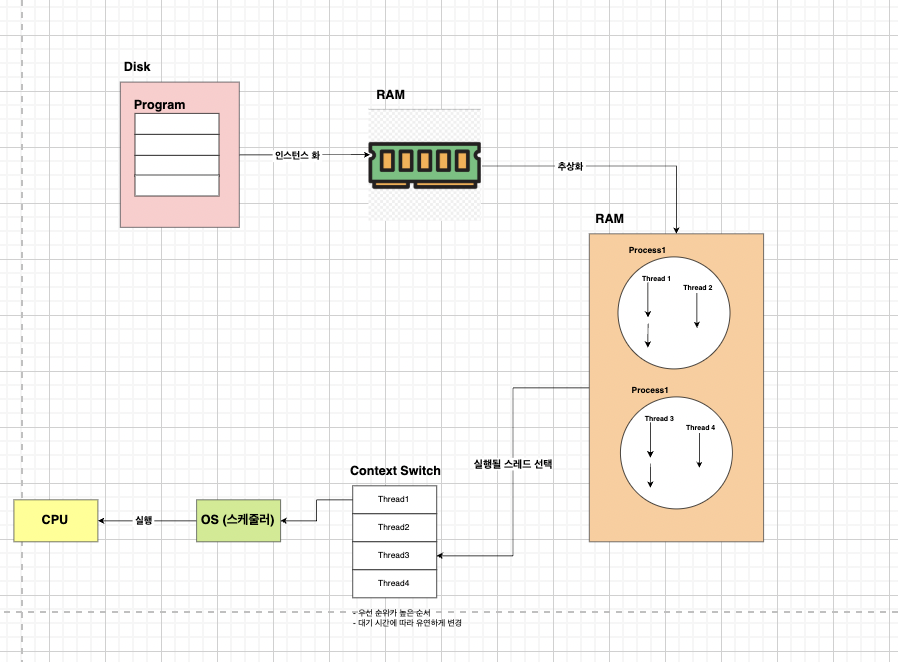 Disk
Program
인스턴스 화
RAM
추상화
RAM
Process1
Thread 1
Thread 2
Process1
Thread 3
Thread 4
실행될 스레드 선택
Context Switch
Thread1
Thread2
Thread3
Thread4
OS (스케줄러)
실행
CPU
- 우선 순위가 높은 순서
- 대기 시간에 따라 유연하게 변경